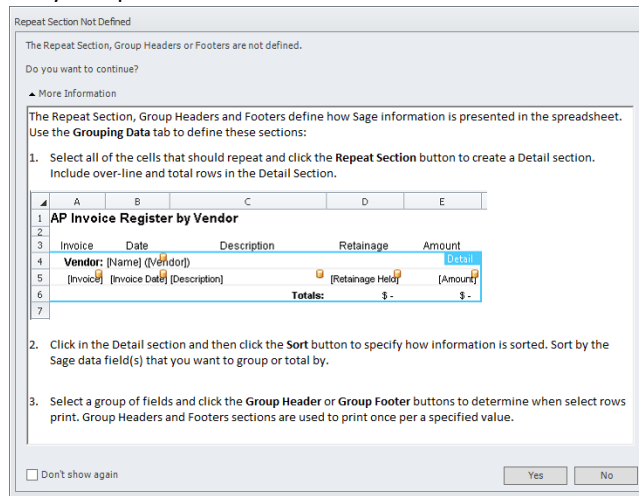 Repeat Section Not Defined
The Repeat Section, Group Headers or Footers are not defined.
Do you want to continue?
More Information
The Repeat Section, Group Headers and Footers define how Sage information is presented in the spreadsheet.
Use the Grouping Data tab to define these sections:
1. Select all of the cells that should repeat and click the Repeat Section button to create a Detail section.
Include over-line and total rows in the Detail Section.
A B C D E
1 AP Invoice Register by Vendor
2
3 Invoice Date Description Retainage Amount
4 Vendor: [Name] ([Vendor]) Detail
5 [Invoice] [Invoice Date] [Description] [Retainage Held] [Amount]
6 Totals: $ - $ -
7
2. Click in the Detail section and then click the Sort button to specify how information is sorted. Sort by the
Sage data field(s) that you want to group or total by.
3. Select a group of fields and click the Group Header or Group Footer buttons to determine when select rows
print. Group Headers and Footers sections are used to print once per a specified value.
Don't show again Yes No